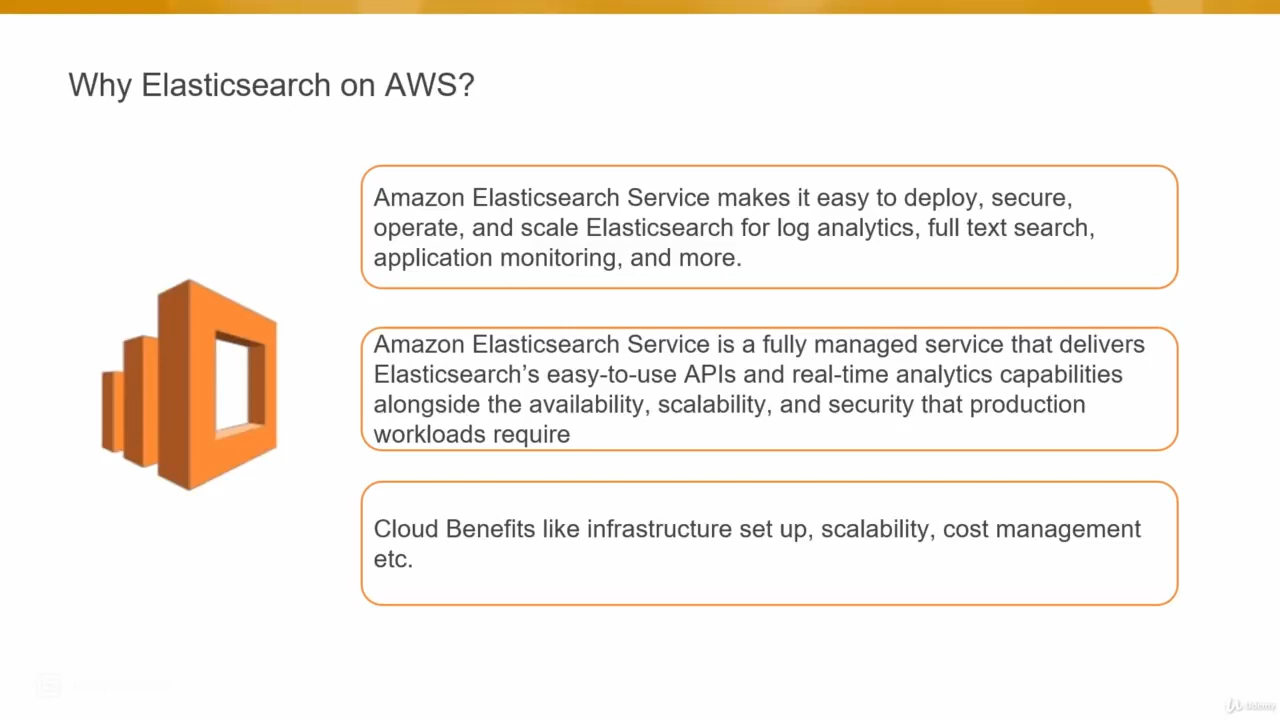 Why Elasticsearch on AWS?
Amazon Elasticsearch Service makes it easy to deploy, secure,
operate, and scale Elasticsearch for log analytics, full text search,
application monitoring, and more.
Amazon Elasticsearch Service is a fully managed service that delivers
Elasticsearch’s easy-to-use APIs and real-time analytics capabilities
alongside the availability, scalability, and security that production
workloads require
Cloud Benefits like infrastructure set up, scalability, cost management
etc.
Udemy